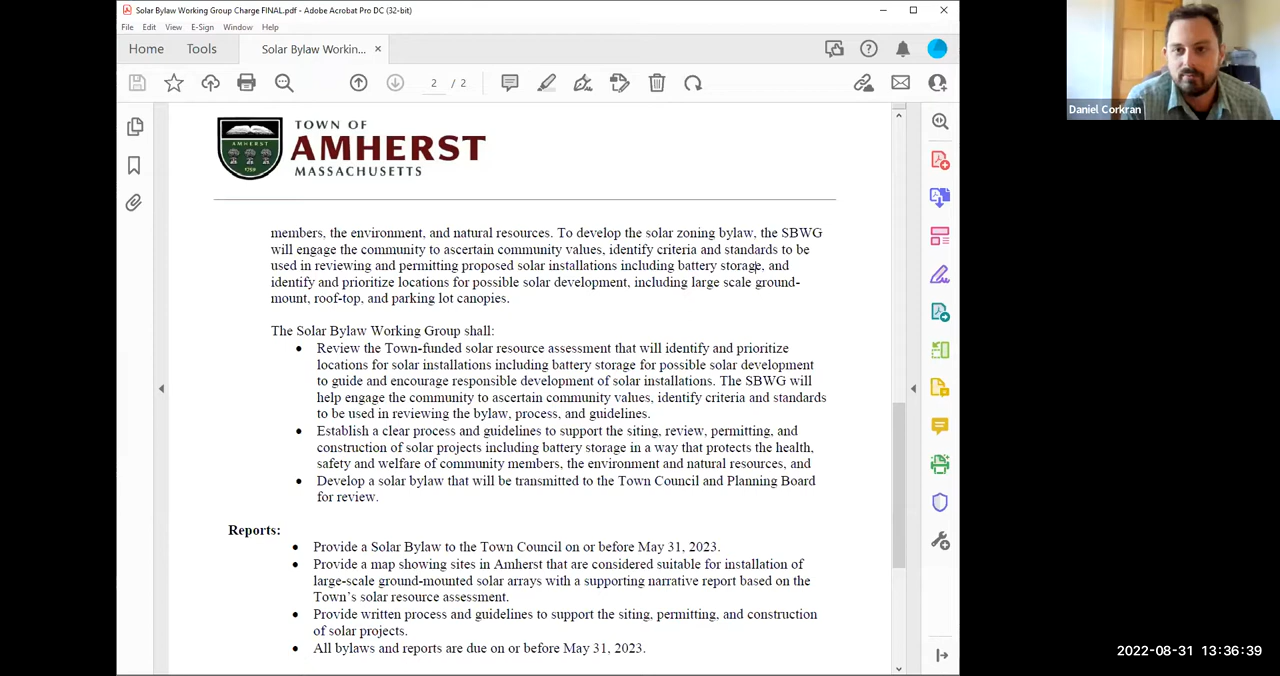 Solar Bylaw Working Group Charge FINAL.pdf - Adobe Acrobat Pro DC (32-bit)
File Edit View E-Sign Window Help
Home Tools Solar Bylaw Workin... ×
2 / 2
Daniel Corkran
TOWN OF
AMHERST
MASSACHUSETTS
AMHERST
1759
members, the environment, and natural resources. To develop the solar zoning bylaw, the SBWG
will engage the community to ascertain community values, identify criteria and standards to be
used in reviewing and permitting proposed solar installations including battery storage, and
identify and prioritize locations for possible solar development, including large scale ground-
mount, roof-top, and parking lot canopies.
The Solar Bylaw Working Group shall:
• Review the Town-funded solar resource assessment that will identify and prioritize
locations for solar installations including battery storage for possible solar development
to guide and encourage responsible development of solar installations. The SBWG will
help engage the community to ascertain community values, identify criteria and standards
to be used in reviewing the bylaw, process, and guidelines.
• Establish a clear process and guidelines to support the siting, review, permitting, and
construction of solar projects including battery storage in a way that protects the health,
safety and welfare of community members, the environment and natural resources, and
• Develop a solar bylaw that will be transmitted to the Town Council and Planning Board
for review.
Reports:
• Provide a Solar Bylaw to the Town Council on or before May 31, 2023.
• Provide a map showing sites in Amherst that are considered suitable for installation of
large-scale ground-mounted solar arrays with a supporting narrative report based on the
Town's solar resource assessment.
• Provide written process and guidelines to support the siting, permitting, and construction
of solar projects.
• All bylaws and reports are due on or before May 31, 2023.
2022-08-31 13:36:39